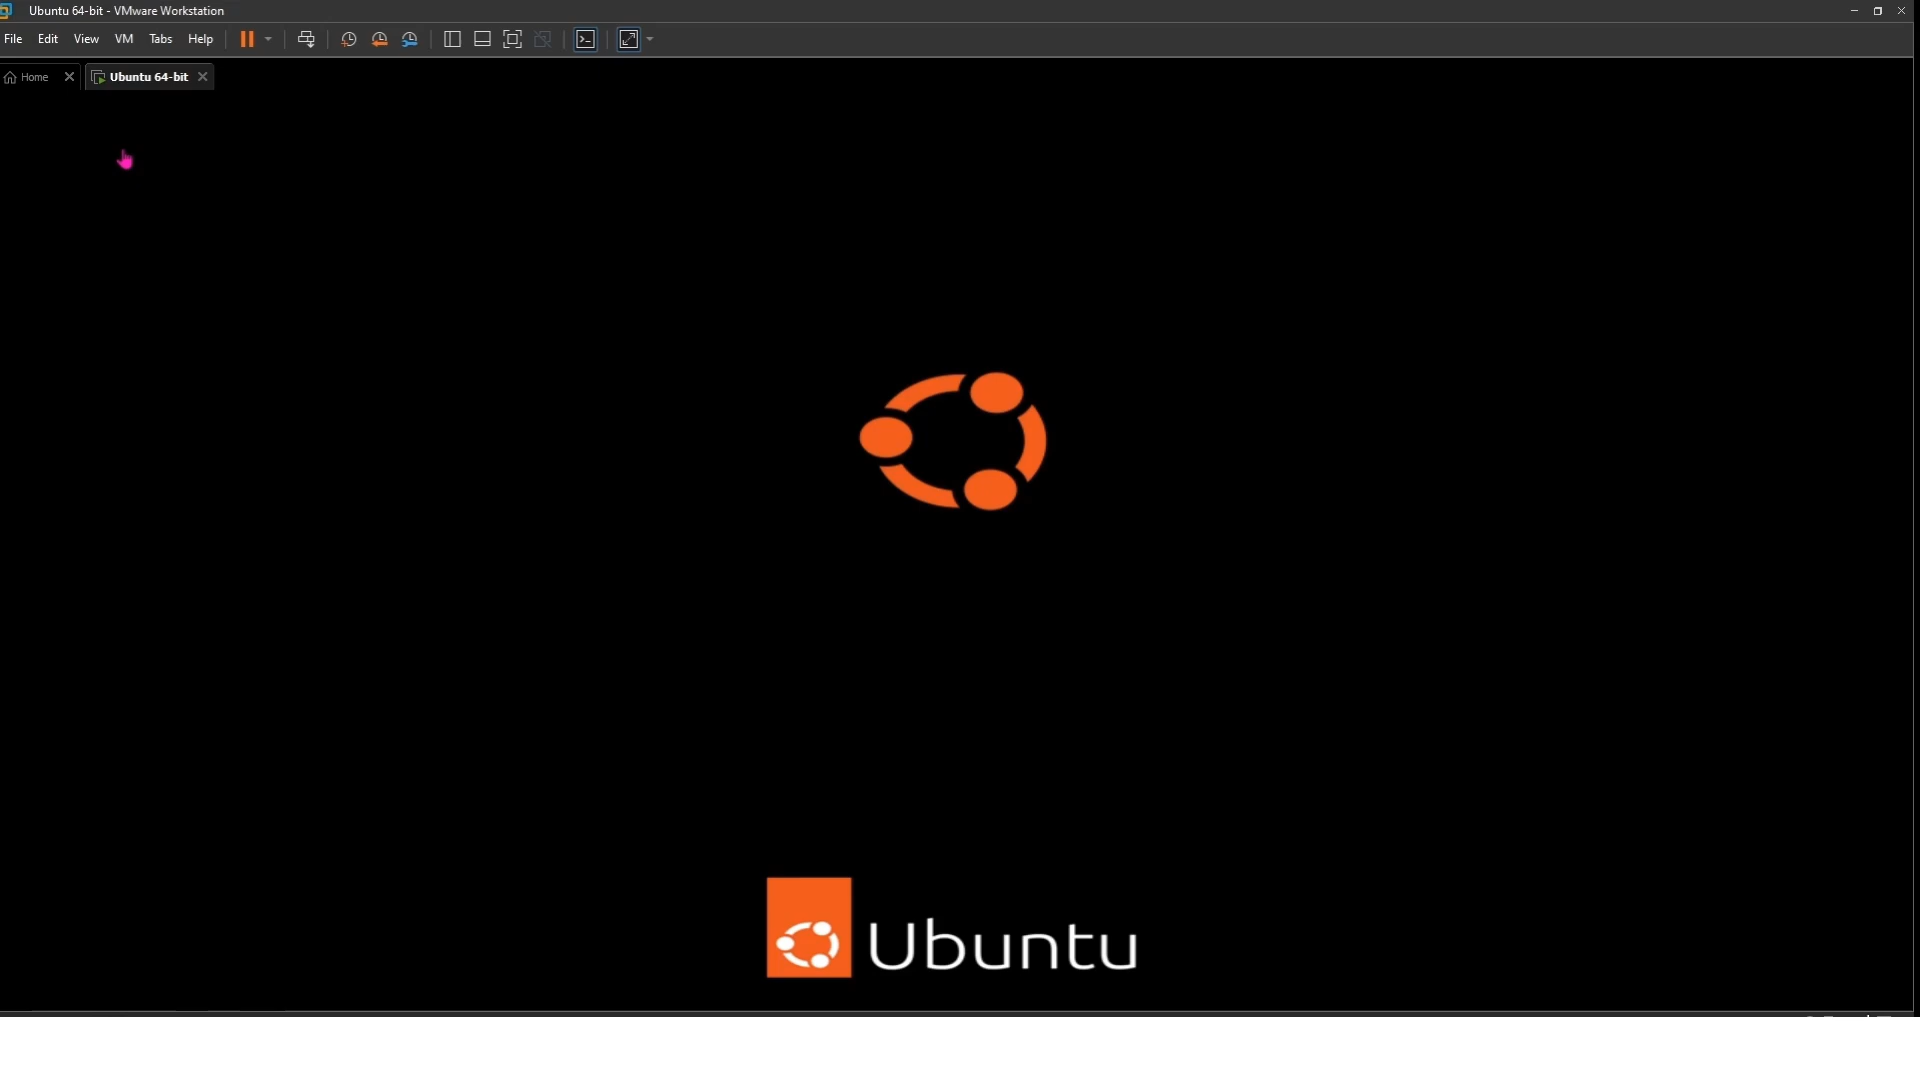 Ubuntu 64-bit - VMware Workstation
File Edit View VM Tabs Help
Home Ubuntu 64-bit
Ubuntu